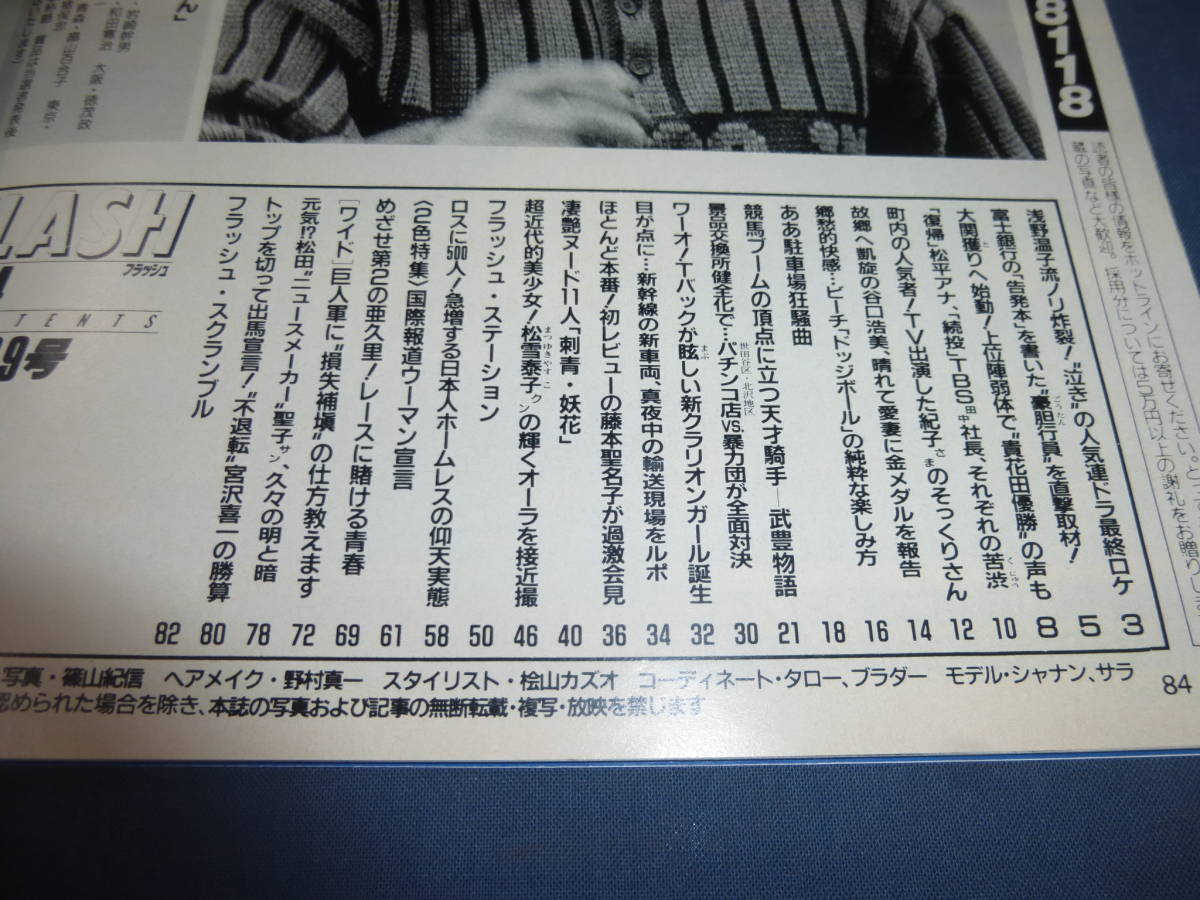 8118
読者の皆様の情報をホットラインにお寄せください。
蔵の写真など大歓迎。採用分については5万円以上の謝礼をお贈りし
浅野温子流ノリ炸裂!“泣き”の人気連ドラ最終ロケ 3
富士銀行の「告発本」を書いた“豪胆行員”を直撃取材! 5
大関獲りへ始動!上位陣弱体で“貴花田優勝”の声も 8
「復帰」松平アナ、「続投」TBS田中社長、それぞれの苦渋 10
町内の人気者!TV出演した紀子さまのそっくりさん 12
故郷へ凱旋の谷口浩美、晴れて愛妻に金メダルを報告 14
郷愁的快感…ビーチ「ドッジボール」の純粋な楽しみ方 16
ああ駐車場狂騒曲 18
競馬ブームの頂点に立つ天才騎手―武豊物語 21
景品交換所健全化で…世田谷区・北沢地区パチンコ店VS.暴力団が全面対決 30
ワーオ!Tバックが眩しい新クラリオンガール誕生 32
目が点に…新幹線の新車両、真夜中の輸送現場をルポ 34
ほとんど本番!初レビューの藤本聖名子が過激会見 36
凄艶ヌード11人「刺青・妖花」 40
超近代的美少女!松雪泰子クンの輝くオーラを接近撮 46
フラッシュ・ステーション 50
ロスに500人!急増する日本人ホームレスの仰天実態 58
〈2色特集〉国際報道ウーマン宣言 61
めざせ第2の亜久里!レースに賭ける青春 69
[ワイド]巨人軍に“損失補塡”の仕方教えます 72
元気!?松田“ニュースメーカー”聖子サン、久々の明と暗 78
トップを切って出馬宣言!“不退転”宮沢喜一の勝算 80
フラッシュ・スクランブル 82
LASH
フラッシュ
TENTS
9号
写真・篠山紀信 ヘアメイク・野村真一 スタイリスト・桧山カズオ コーディネート・タロー、ブラダー モデル・シャナン、サラ
認められた場合を除き、本誌の写真および記事の無断転載・複写・放映を禁じます
84